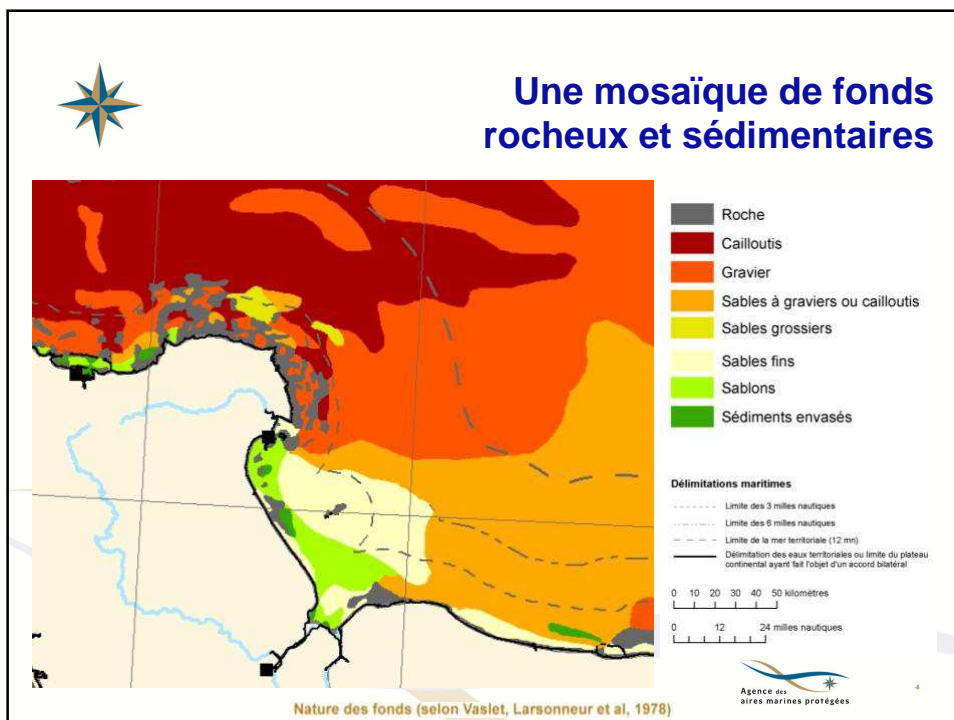 Une mosaïque de fonds
rocheux et sédimentaires
Roche
Cailloutis
Gravier
Sables à graviers ou cailloutis
Sables grossiers
Sables fins
Sablons
Sédiments envasés
Délimitations maritimes
Limite des 3 milles nautiques
Limite des 6 milles nautiques
Limite de la mer territoriale (12 mn)
Délimitation des eaux territoriales ou limite du plateau
continental ayant fait l'objet d'un accord bilatéral
0 10 20 30 40 50 kilomètres
0 12 24 milles nautiques
Agence des
aires marines protégées
4
Nature des fonds (selon Vaslet, Larsonneur et al, 1978)